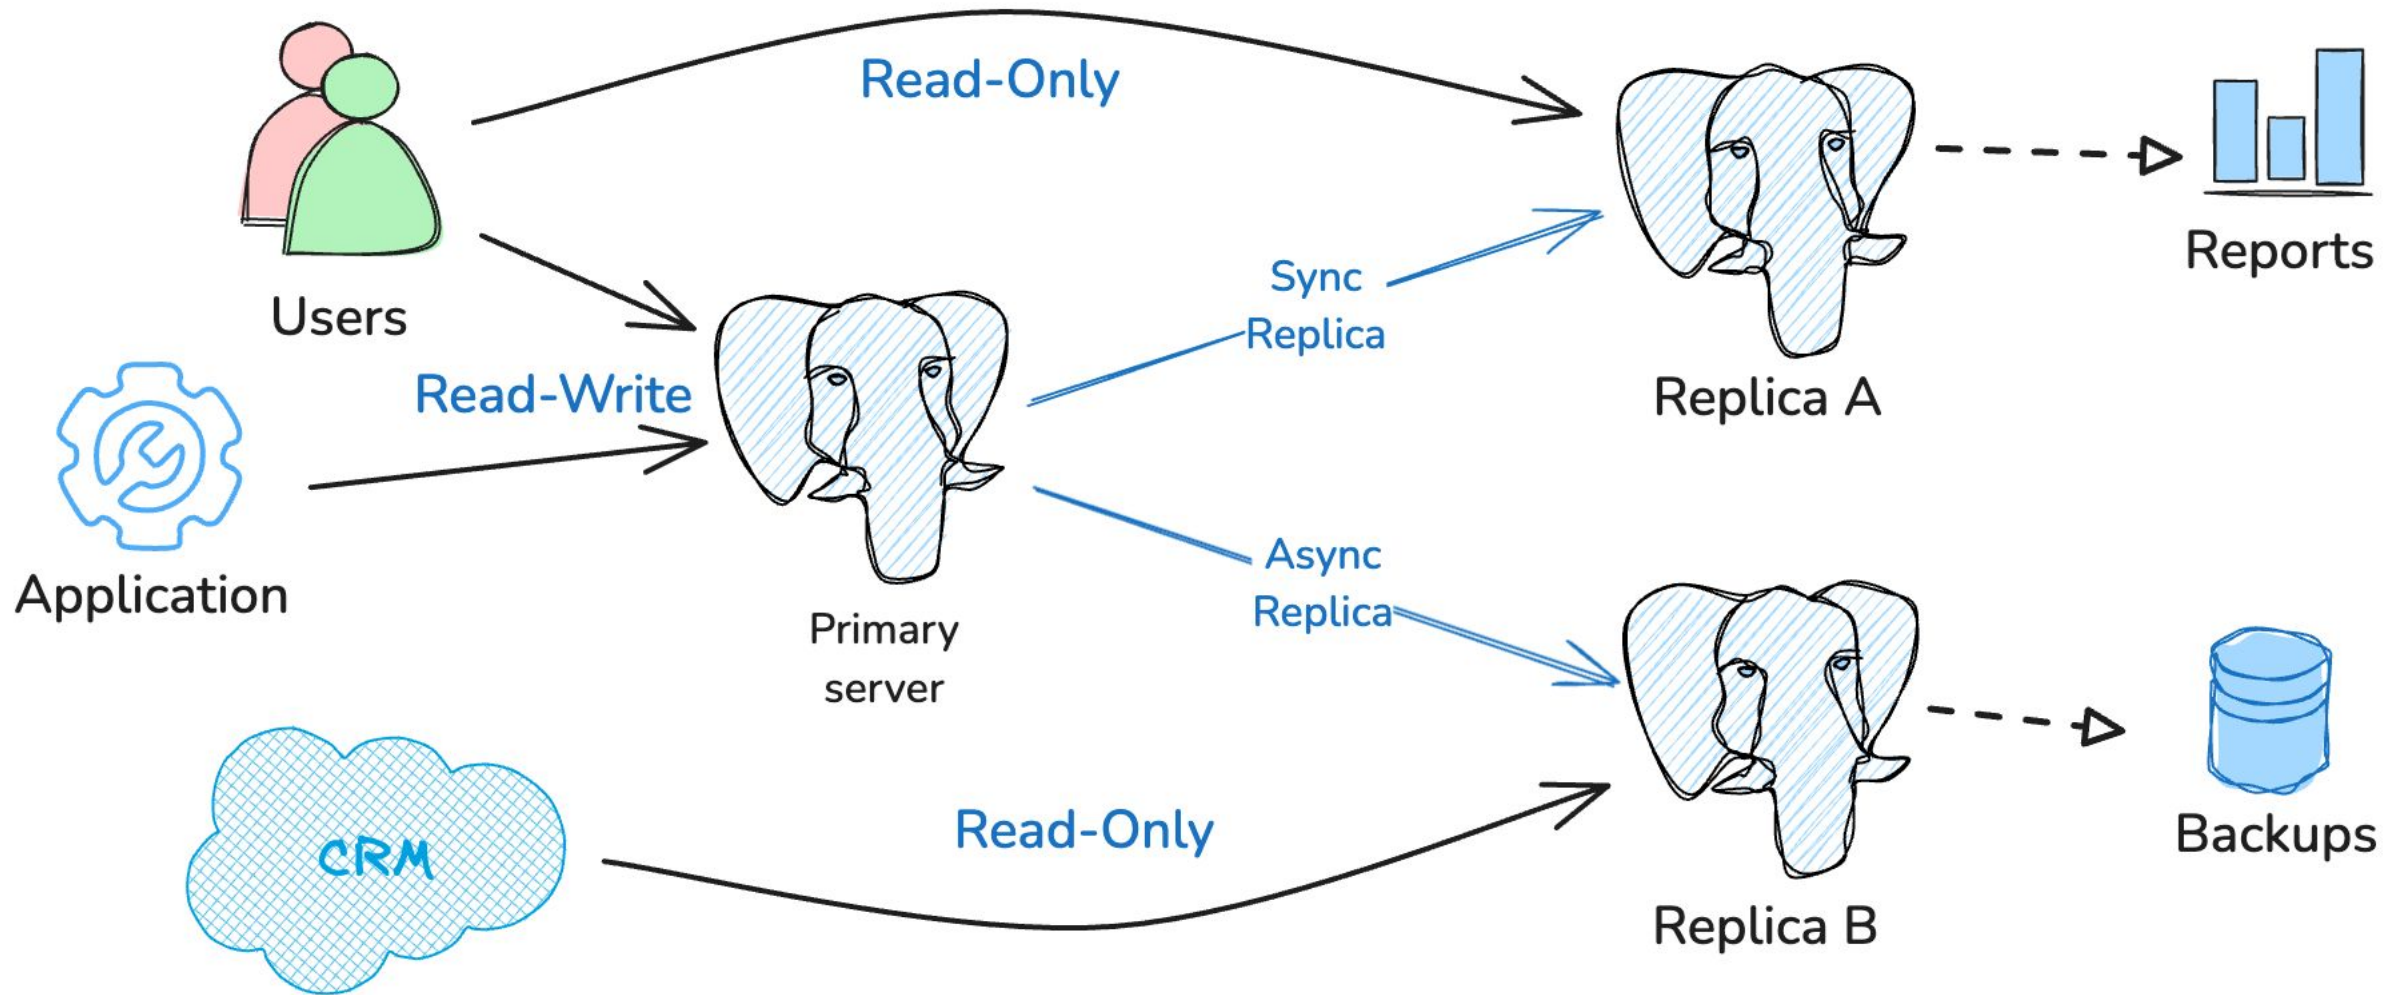 Read-Only
Users
Reports
Sync
Replica
Replica A
Read-Write
Application
Primary
server
Async
Replica
CRM
Read-Only
Replica B
Backups